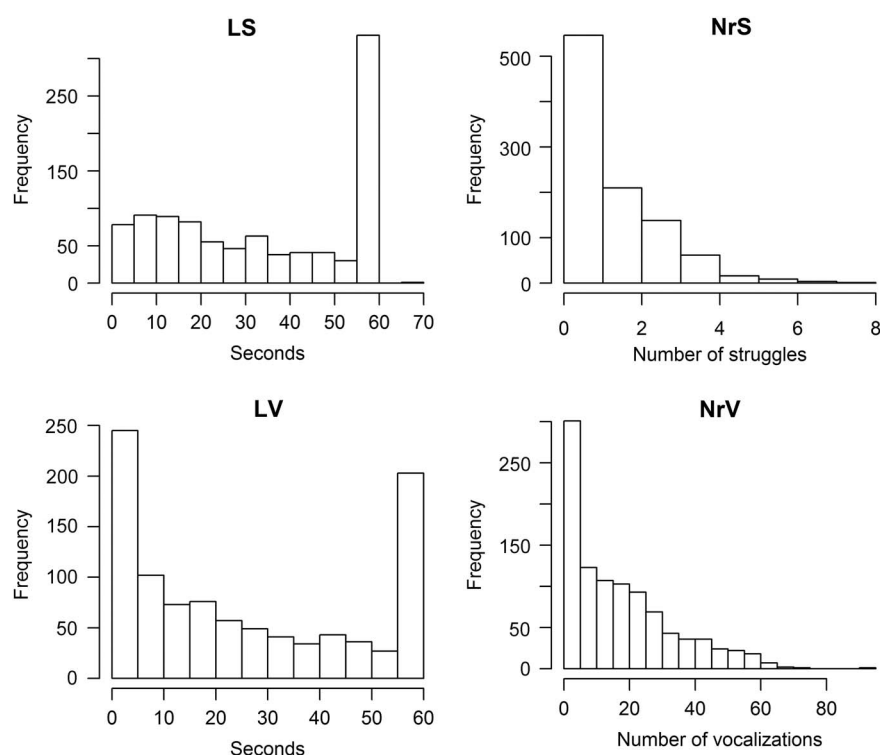 LS
Frequency
250
150
50
0
0 10 20 30 40 50 60 70
Seconds
NrS
Frequency
500
300
100
0
0 2 4 6 8
Number of struggles
LV
Frequency
250
200
150
100
50
0
0 10 20 30 40 50 60
Seconds
NrV
Frequency
250
150
50
0
0 20 40 60 80
Number of vocalizations